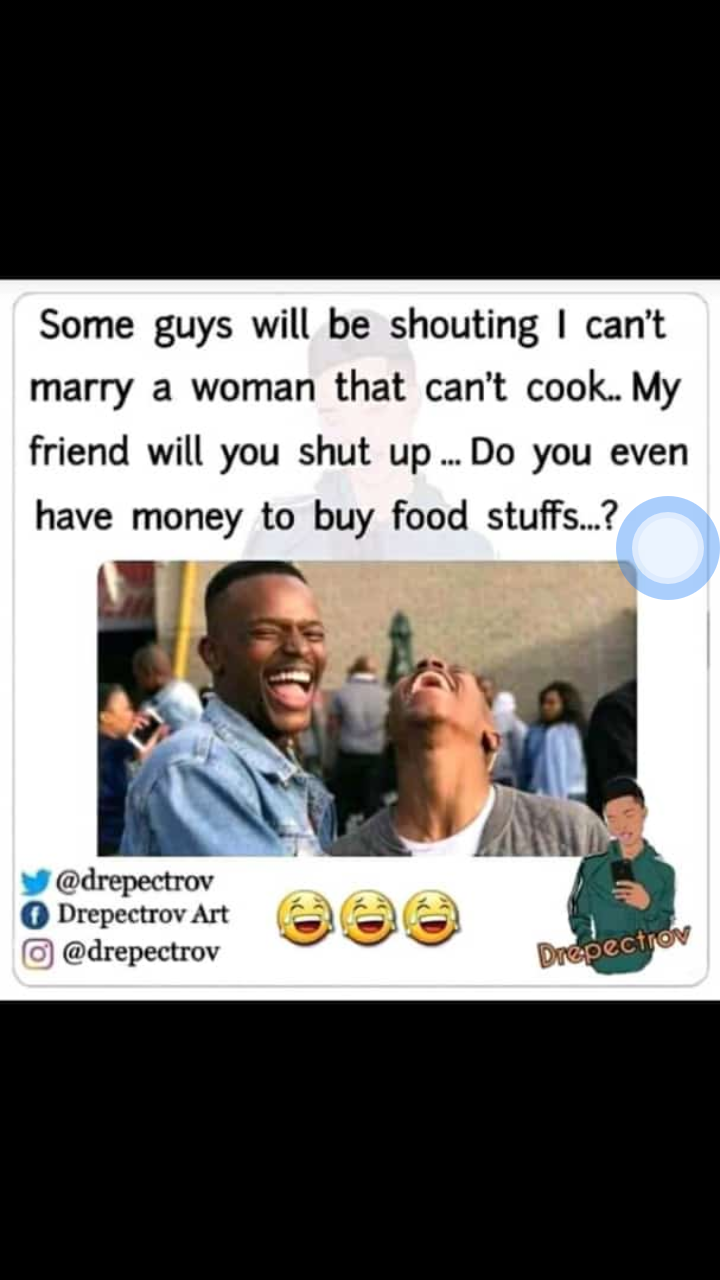 Some guys will be shouting I can't
marry a woman that can't cook.. My
friend will you shut up ... Do you even
have money to buy food stuffs...?
@drepectrov
Drepectrov Art
@drepectrov
Drepectrov